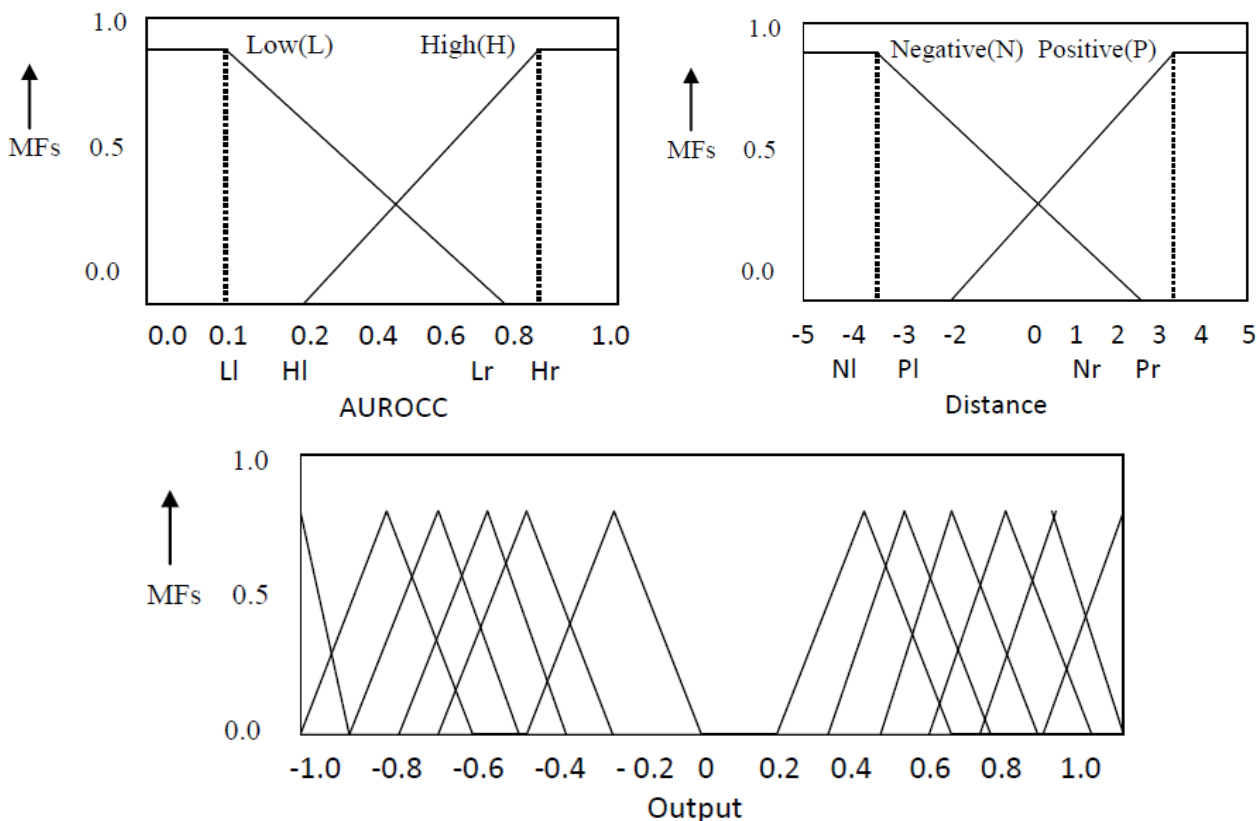 1.0
Low(L) High(H)
MFs
0.5
0.0
0.0 0.1 0.2 0.4 0.6 0.8 1.0
Ll Hl Lr Hr
AUROCC
1.0
Negative(N) Positive(P)
MFs
0.5
0.0
-5 -4 -3 -2 0 1 2 3 4 5
Nl Pl Nr Pr
Distance
1.0
MFs
0.5
0.0
-1.0 -0.8 -0.6 -0.4 - 0.2 0 0.2 0.4 0.6 0.8 1.0
Output